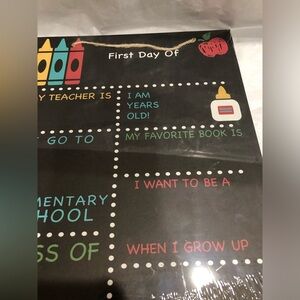 First Day Of
Y TEACHER IS
I AM
YEARS
OLD!
GO TO
MY FAVORITE BOOK IS
MENTARY
HOOL
I WANT TO BE A
SS OF
WHEN I GROW UP